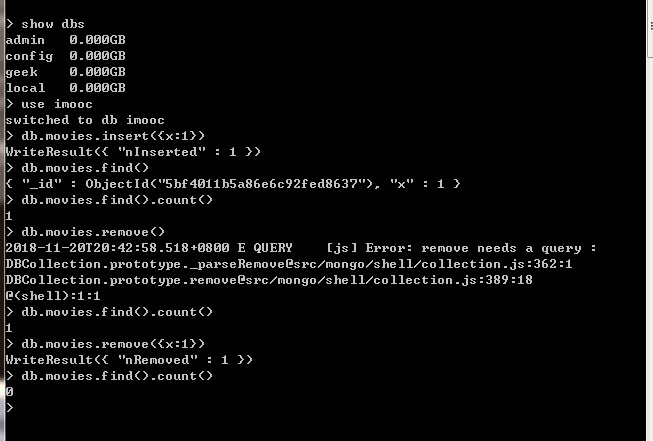 > show dbs
admin   0.000GB
config  0.000GB
geek    0.000GB
local   0.000GB
> use imooc
switched to db imooc
> db.movies.insert({x:1})
WriteResult({ "nInserted" : 1 })
> db.movies.find()
{ "_id" : ObjectId("5bf4011b5a86e6c92fed8637"), "x" : 1 }
> db.movies.find().count()
1
> db.movies.remove()
2018-11-20T20:42:58.518+0800 E QUERY    [js] Error: remove needs a query :
DBCollection.prototype._parseRemove@src/mongo/shell/collection.js:362:1
DBCollection.prototype.remove@src/mongo/shell/collection.js:389:18
@(shell):1:1
> db.movies.find().count()
1
> db.movies.remove({x:1})
WriteResult({ "nRemoved" : 1 })
> db.movies.find().count()
0
>